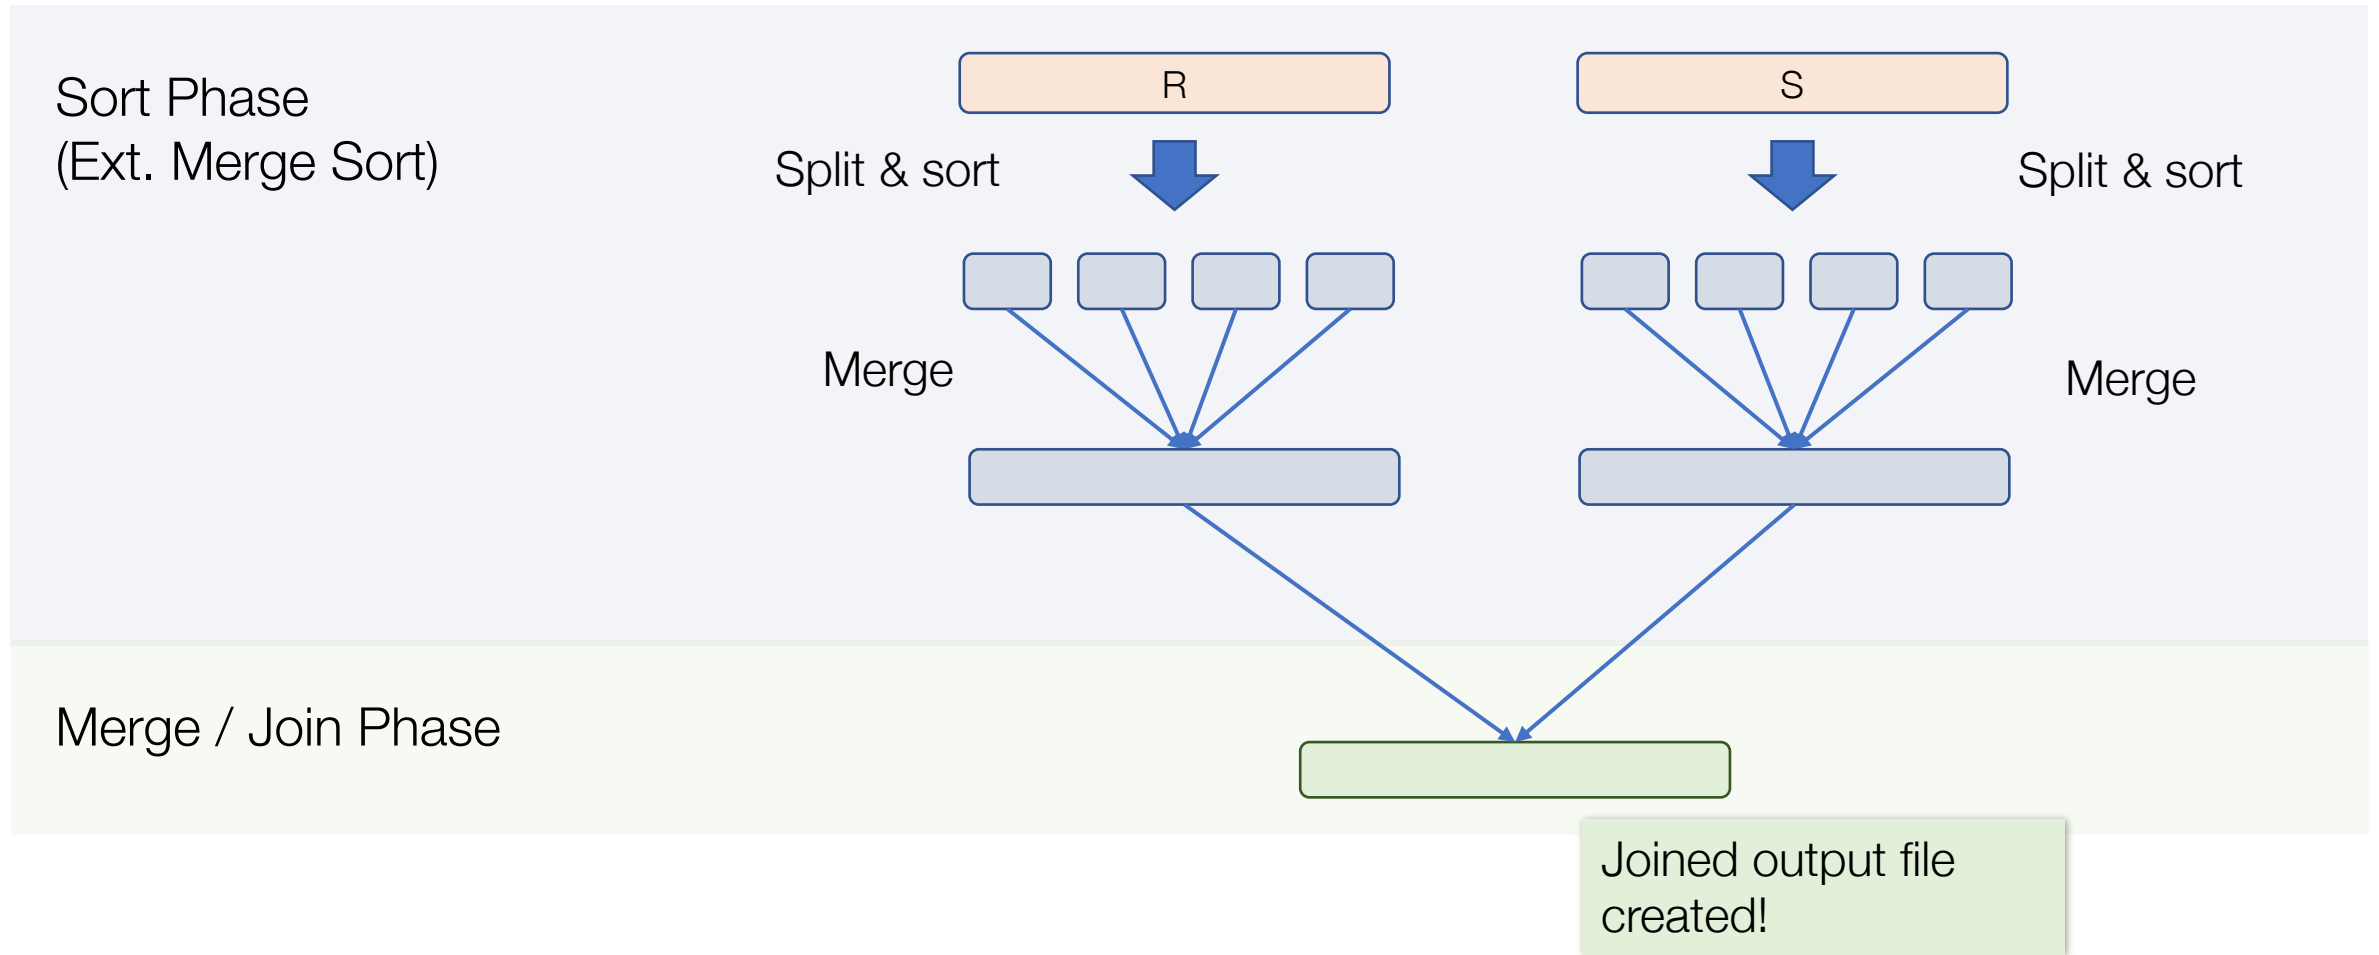 Sort Phase
(Ext. Merge Sort)
R
S
Split & sort
Split & sort
Merge
Merge
Merge / Join Phase
Joined output file
created!